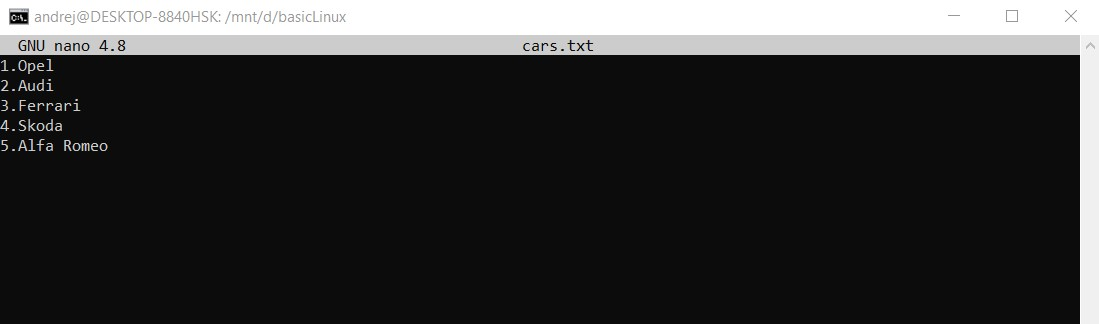 andrej@DESKTOP-8840HSK: /mnt/d/basicLinux
GNU nano 4.8 cars.txt
1.Opel
2.Audi
3.Ferrari
4.Skoda
5.Alfa Romeo